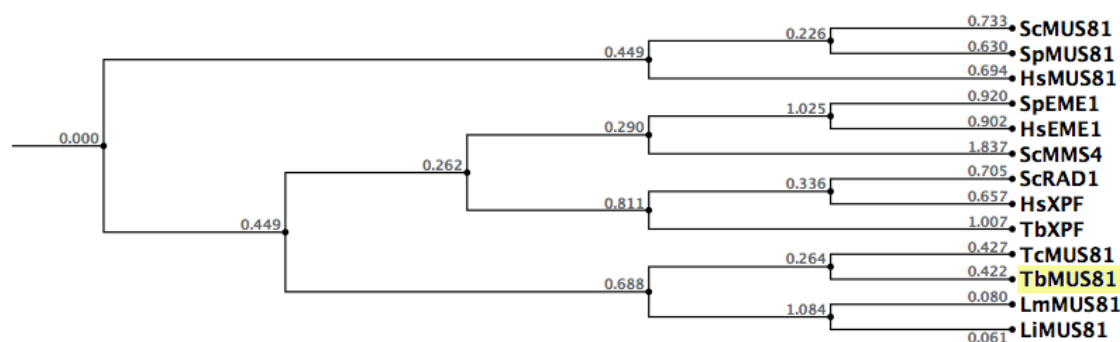 0.733 ScMUS81
0.226
0.630 SpMUS81
0.449
0.694 HsMUS81
0.920 SpEME1
1.025
0.902 HsEME1
0.290
1.837 ScMMS4
0.000
0.262
0.705 ScRAD1
0.336
0.657 HsXPF
0.811
1.007 TbXPF
0.449
0.427 TcMUS81
0.264
0.422 TbMUS81
0.688
0.080 LmMUS81
1.084
0.061 LiMUS81